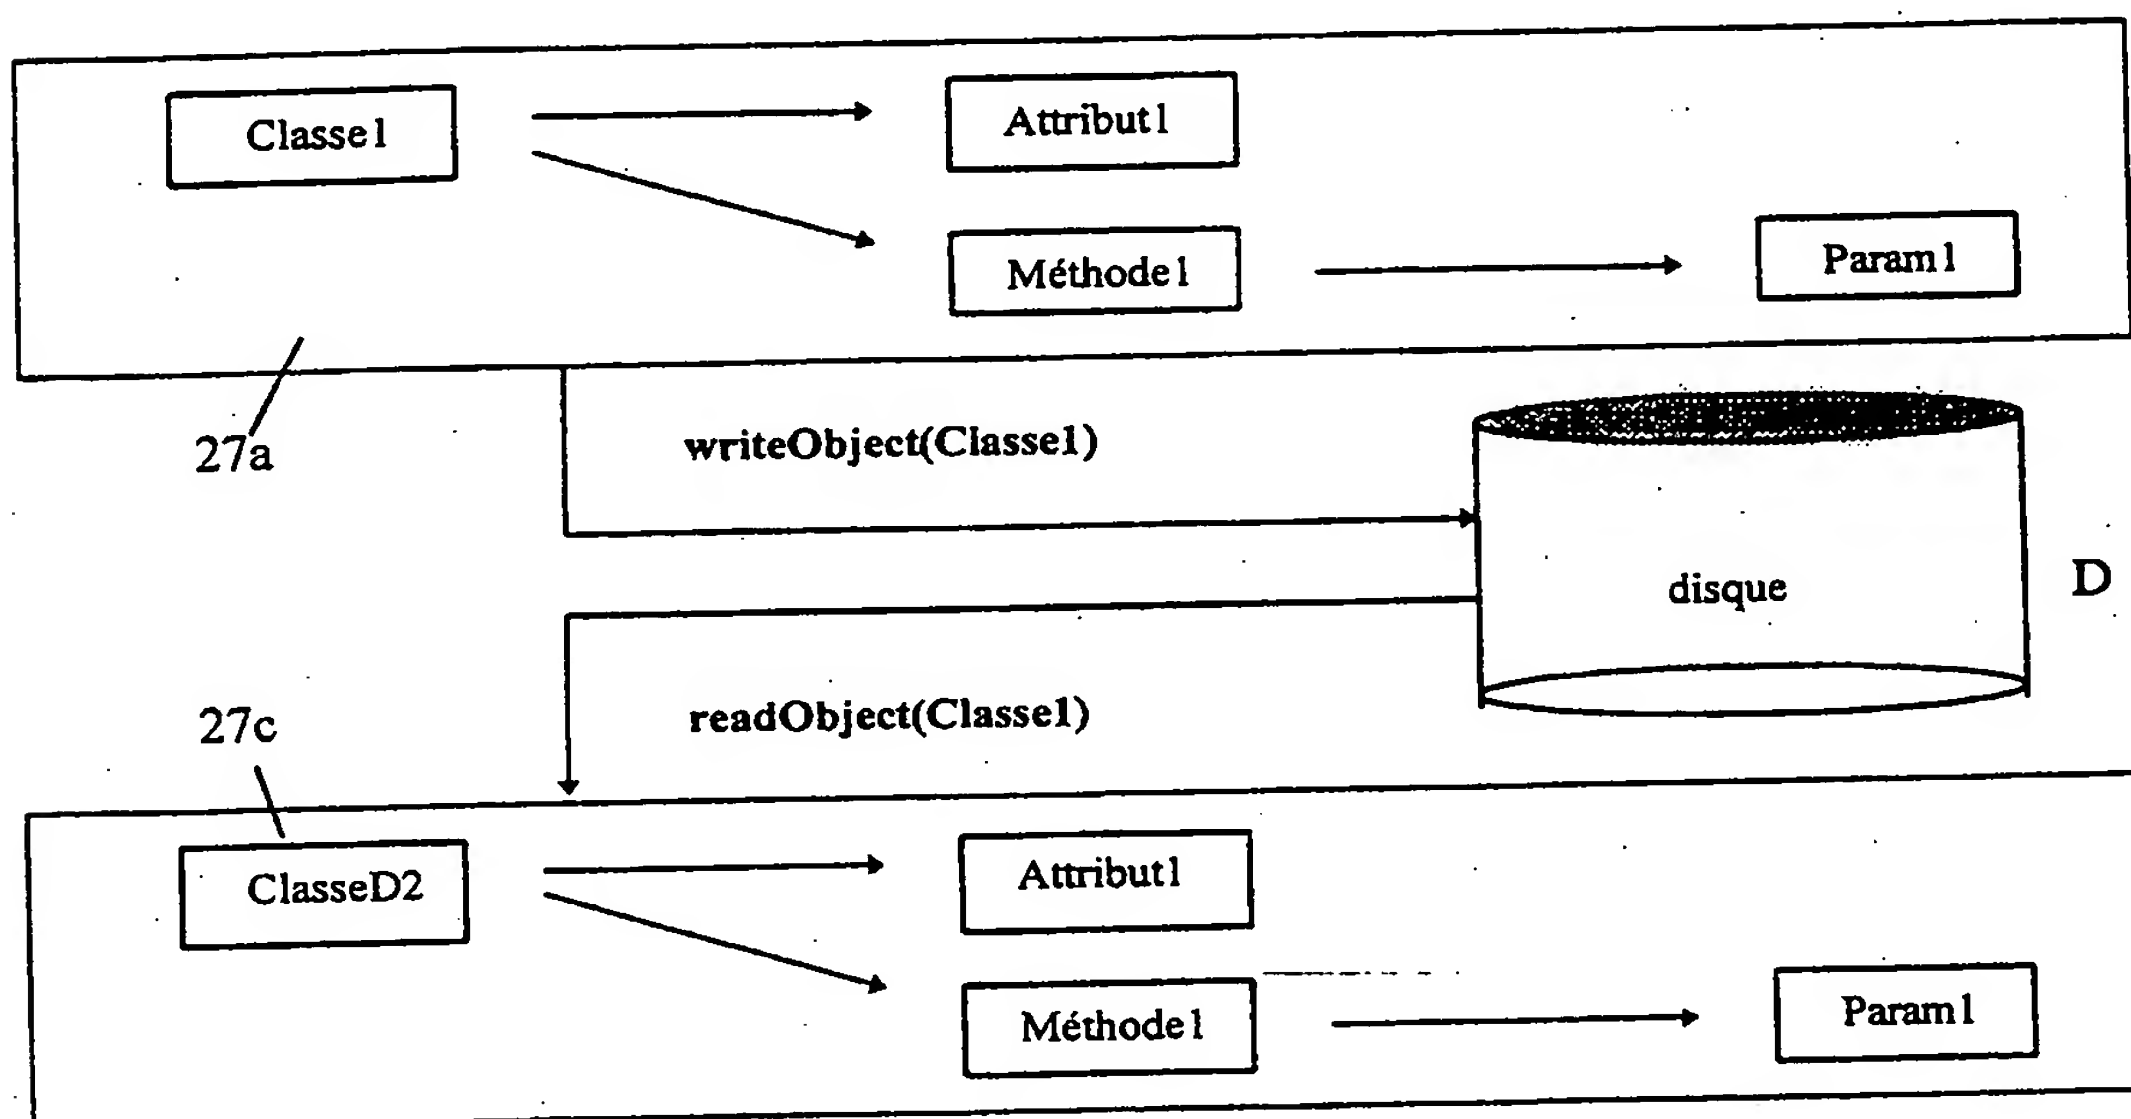 Classe1
Attribut1
Méthode1
Param1
27a
writeObject(Classe1)
disque
D
readObject(Classe1)
27c
ClasseD2
Attribut1
Méthode1
Param1